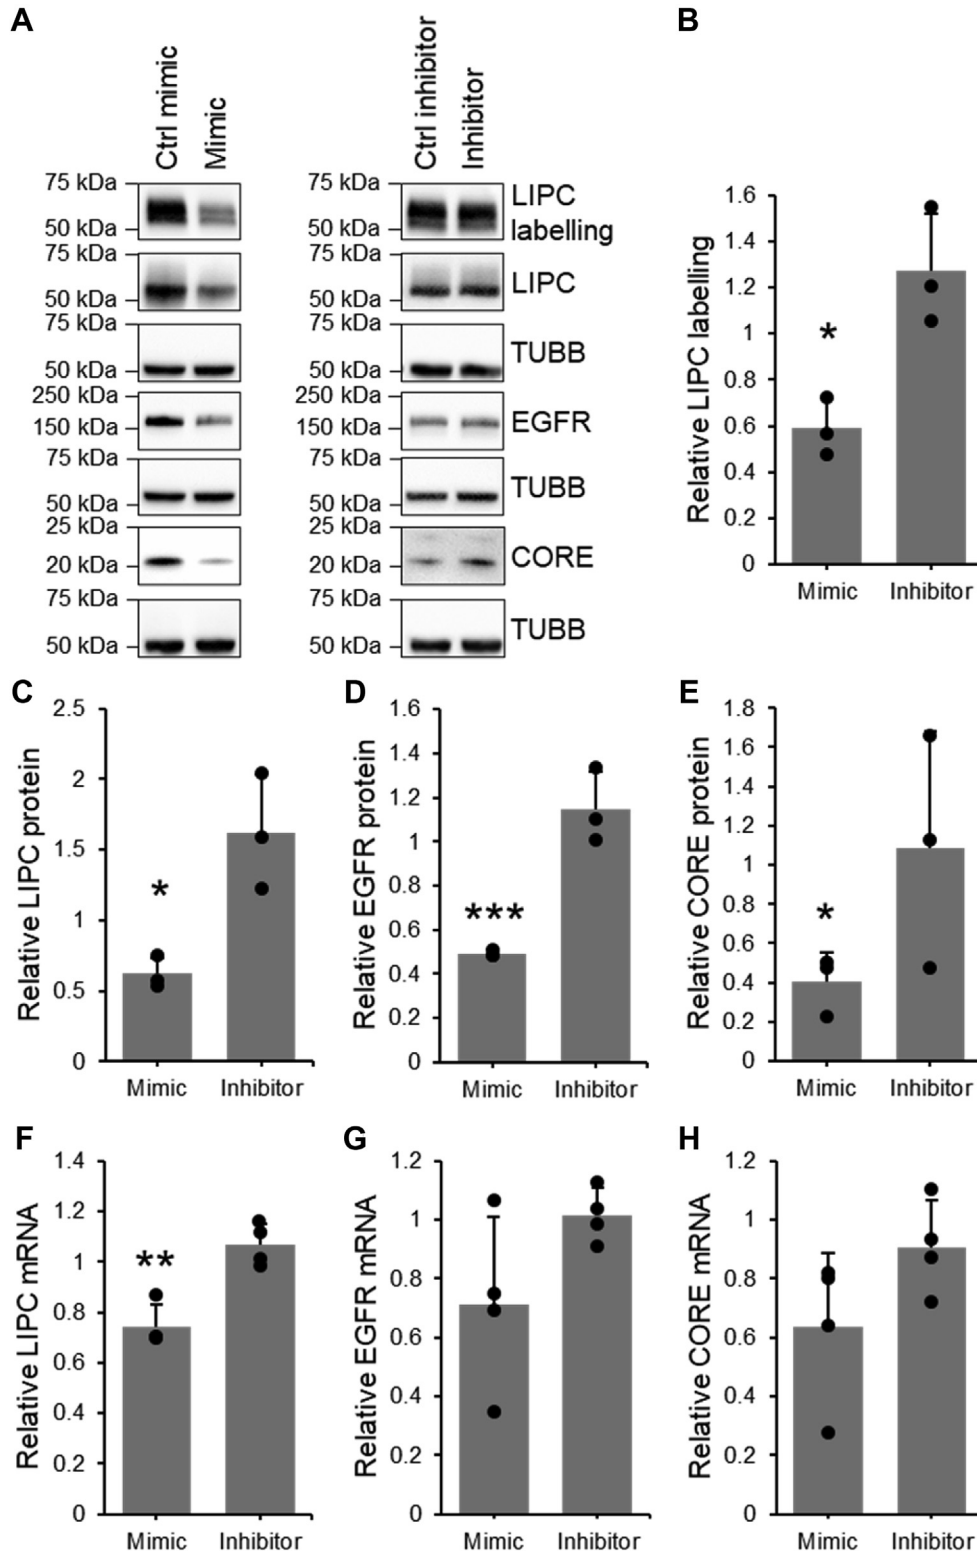 A
Ctrl mimic
Mimic
Ctrl inhibitor
Inhibitor
75 kDa
50 kDa
LIPC
labelling
75 kDa
50 kDa
LIPC
75 kDa
50 kDa
TUBB
250 kDa
150 kDa
EGFR
75 kDa
50 kDa
TUBB
25 kDa
20 kDa
CORE
75 kDa
50 kDa
TUBB
75 kDa
50 kDa
75 kDa
50 kDa
75 kDa
50 kDa
250 kDa
150 kDa
75 kDa
50 kDa
25 kDa
20 kDa
75 kDa
50 kDa
B
Relative LIPC labelling
1.6
1.4
1.2
1
0.8
0.6
0.4
0.2
0
*
Mimic
Inhibitor
C
Relative LIPC protein
2.5
2
1.5
1
0.5
0
*
Mimic
Inhibitor
D
Relative EGFR protein
1.6
1.4
1.2
1
0.8
0.6
0.4
0.2
0
***
Mimic
Inhibitor
E
Relative CORE protein
1.8
1.6
1.4
1.2
1
0.8
0.6
0.4
0.2
0
*
Mimic
Inhibitor
F
Relative LIPC mRNA
1.4
1.2
1
0.8
0.6
0.4
0.2
0
**
Mimic
Inhibitor
G
Relative EGFR mRNA
1.2
1
0.8
0.6
0.4
0.2
0
Mimic
Inhibitor
H
Relative CORE mRNA
1.2
1
0.8
0.6
0.4
0.2
0
Mimic
Inhibitor